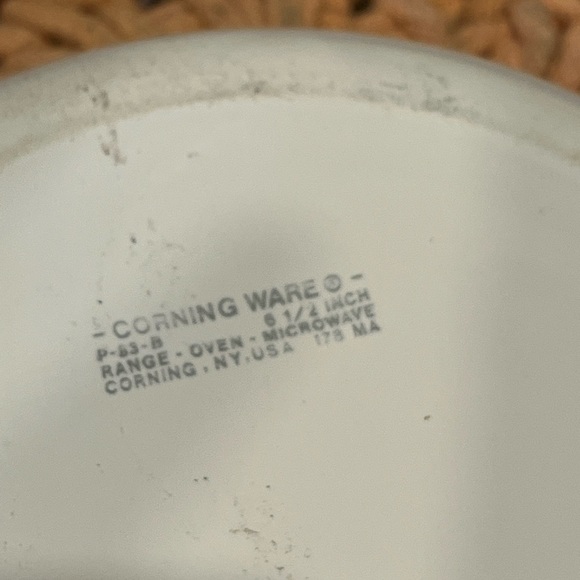 - CORNING WARE ® -
P-83-B 6 1/2 INCH
RANGE - OVEN - MICROWAVE
CORNING, NY, USA 178 MA